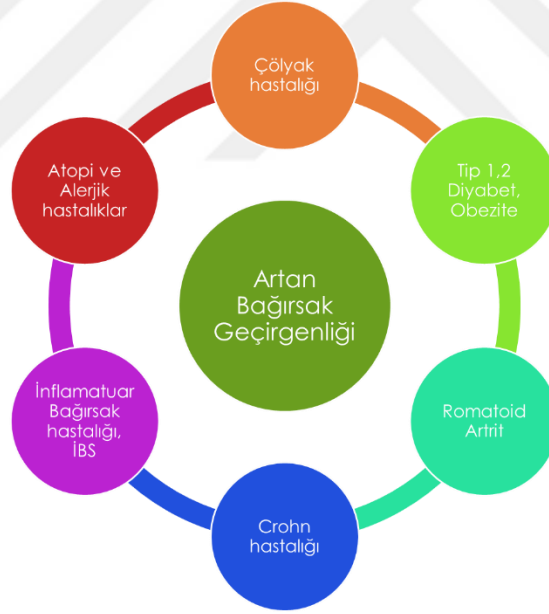 Çölyak
hastalığı
Tip 1,2
Diyabet,
Obezite
Romatoid
Artrit
Crohn
hastalığı
İnflamatuar
Bağırsak
hastalığı,
İBS
Atopi ve
Alerjik
hastalıklar
Artan
Bağırsak
Geçirgenliği